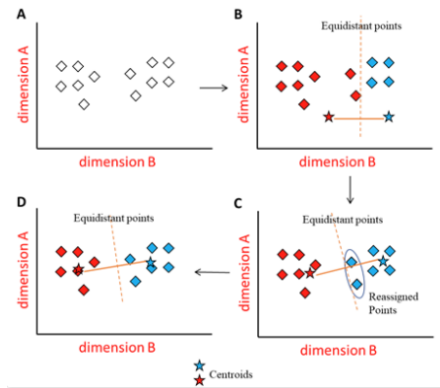 A
dimension A
dimension B
B
Equidistant points
dimension A
dimension B
D
Equidistant points
dimension A
dimension B
C
Equidistant points
dimension A
Reassigned
Points
dimension B
Centroids